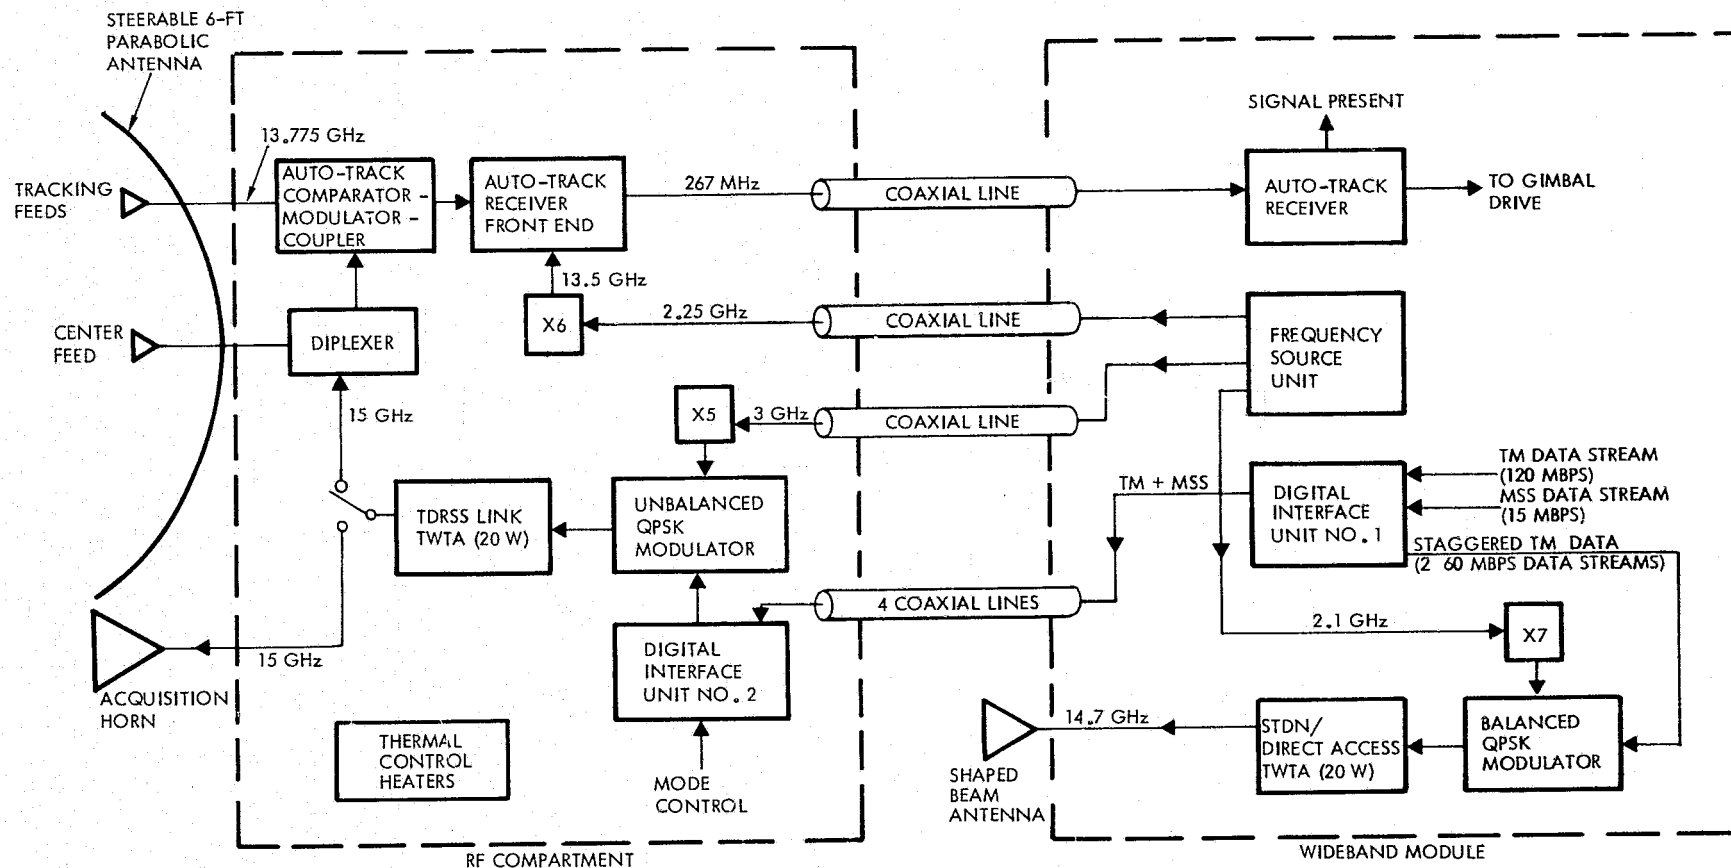 STEERABLE 6-FT
PARABOLIC
ANTENNA
13.775 GHz
TRACKING
FEEDS
AUTO-TRACK
COMPARATOR -
MODULATOR -
COUPLER
AUTO-TRACK
RECEIVER
FRONT END
267 MHz
COAXIAL LINE
SIGNAL PRESENT
AUTO-TRACK
RECEIVER
TO GIMBAL
DRIVE
13.5 GHz
CENTER
FEED
DIPLEXER
X6
2.25 GHz
COAXIAL LINE
FREQUENCY
SOURCE
UNIT
15 GHz
X5
3 GHz
COAXIAL LINE
TDRSS LINK
TWTA (20 W)
UNBALANCED
QPSK
MODULATOR
TM + MSS
DIGITAL
INTERFACE
UNIT NO. 1
TM DATA STREAM
(120 MBPS)
MSS DATA STREAM
(15 MBPS)
STAGGERED TM DATA
(2 60 MBPS DATA STREAMS)
4 COAXIAL LINES
2.1 GHz
X7
15 GHz
ACQUISITION
HORN
DIGITAL
INTERFACE
UNIT NO. 2
THERMAL
CONTROL
HEATERS
MODE
CONTROL
14.7 GHz
SHAPED
BEAM
ANTENNA
STDN/
DIRECT ACCESS
TWTA (20 W)
BALANCED
QPSK
MODULATOR
RF COMPARTMENT
WIDEBAND MODULE